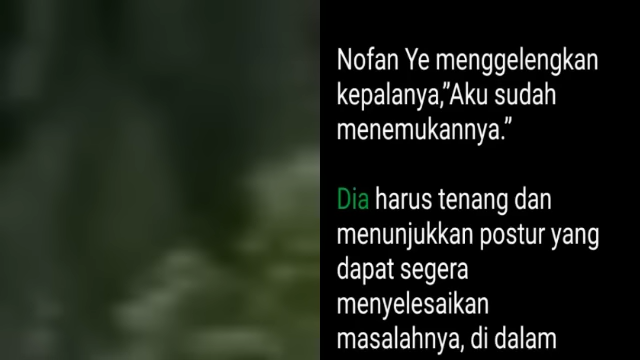 Nofan Ye menggelengkan
kepalanya,”Aku sudah
menemukannya.”
Dia harus tenang dan
menunjukkan postur yang
dapat segera
menyelesaikan
masalahnya, di dalam